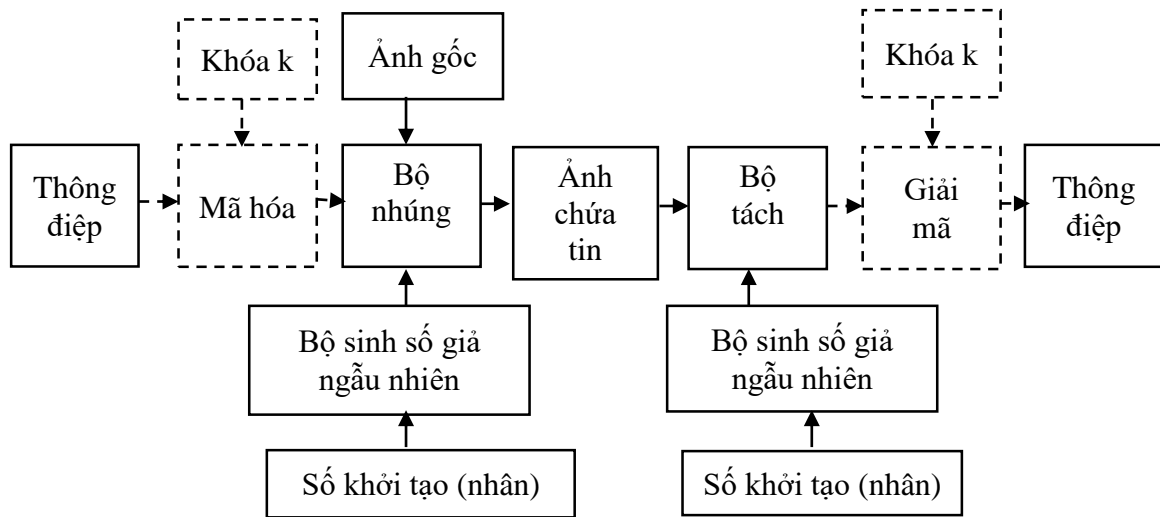 Khóa k
Ảnh gốc
Khóa k
Thông
điệp
Mã hóa
Bộ
nhúng
Ảnh
chứa
tin
Bộ
tách
Giải
mã
Thông
điệp
Bộ sinh số giả
ngẫu nhiên
Bộ sinh số giả
ngẫu nhiên
Số khởi tạo (nhân)
Số khởi tạo (nhân)